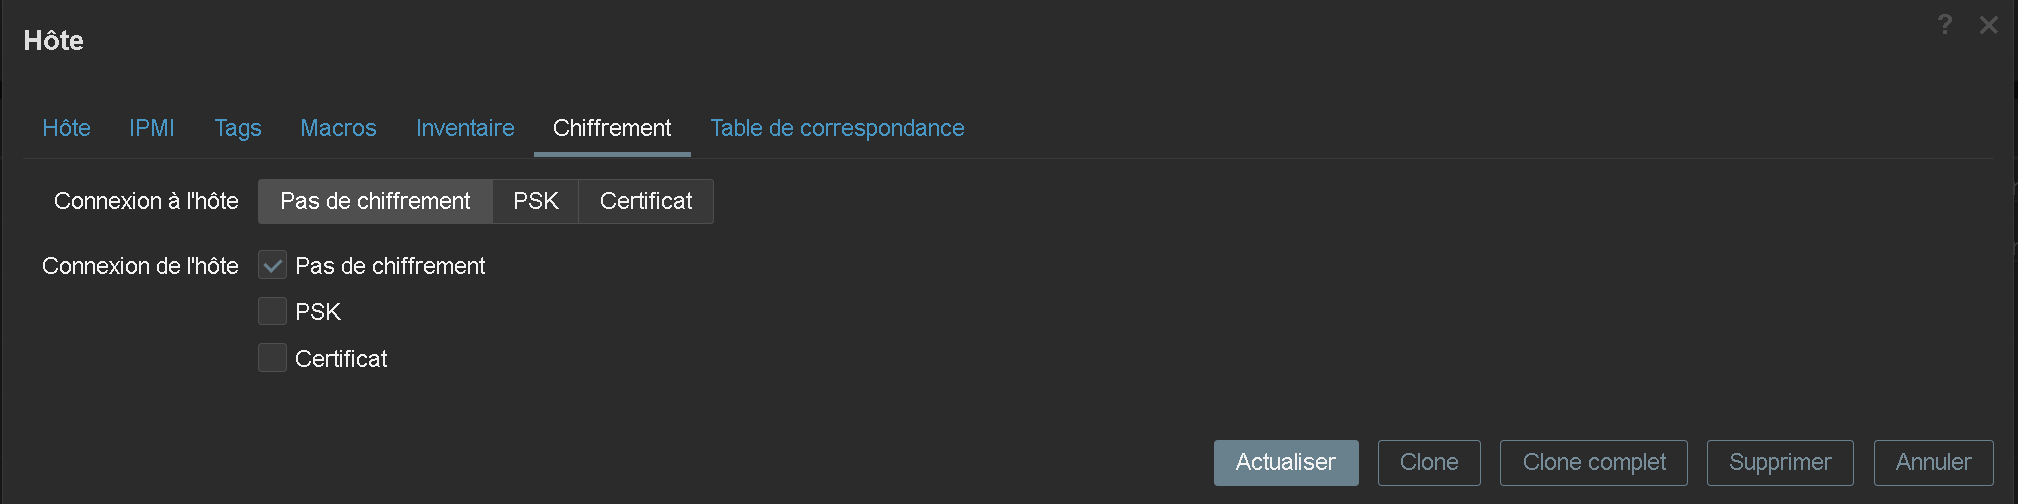 Hôte
? ×
Hôte IPMI Tags Macros Inventaire Chiffrement Table de correspondance
Connexion à l'hôte Pas de chiffrement PSK Certificat
Connexion de l'hôte Pas de chiffrement
PSK
Certificat
Actualiser Clone Clone complet Supprimer Annuler